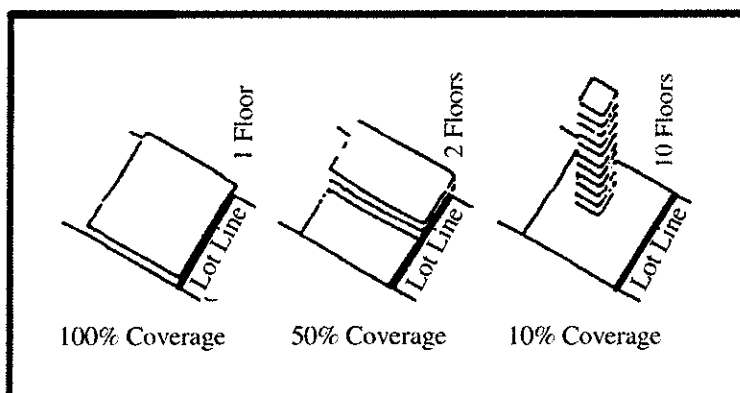 1 Floor
Lot Line
100% Coverage
2 Floors
Lot Line
50% Coverage
10 Floors
Lot Line
10% Coverage